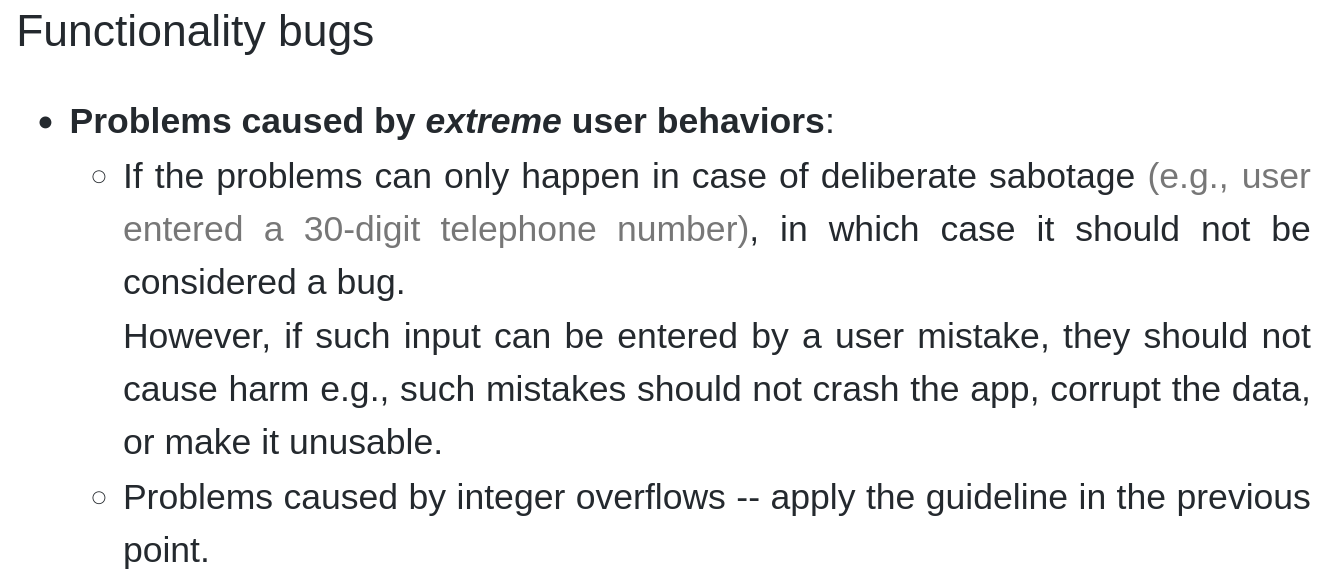 Functionality bugs
• Problems caused by extreme user behaviors:
○ If the problems can only happen in case of deliberate sabotage (e.g., user
entered a 30-digit telephone number), in which case it should not be
considered a bug.
However, if such input can be entered by a user mistake, they should not
cause harm e.g., such mistakes should not crash the app, corrupt the data,
or make it unusable.
○ Problems caused by integer overflows -- apply the guideline in the previous
point.